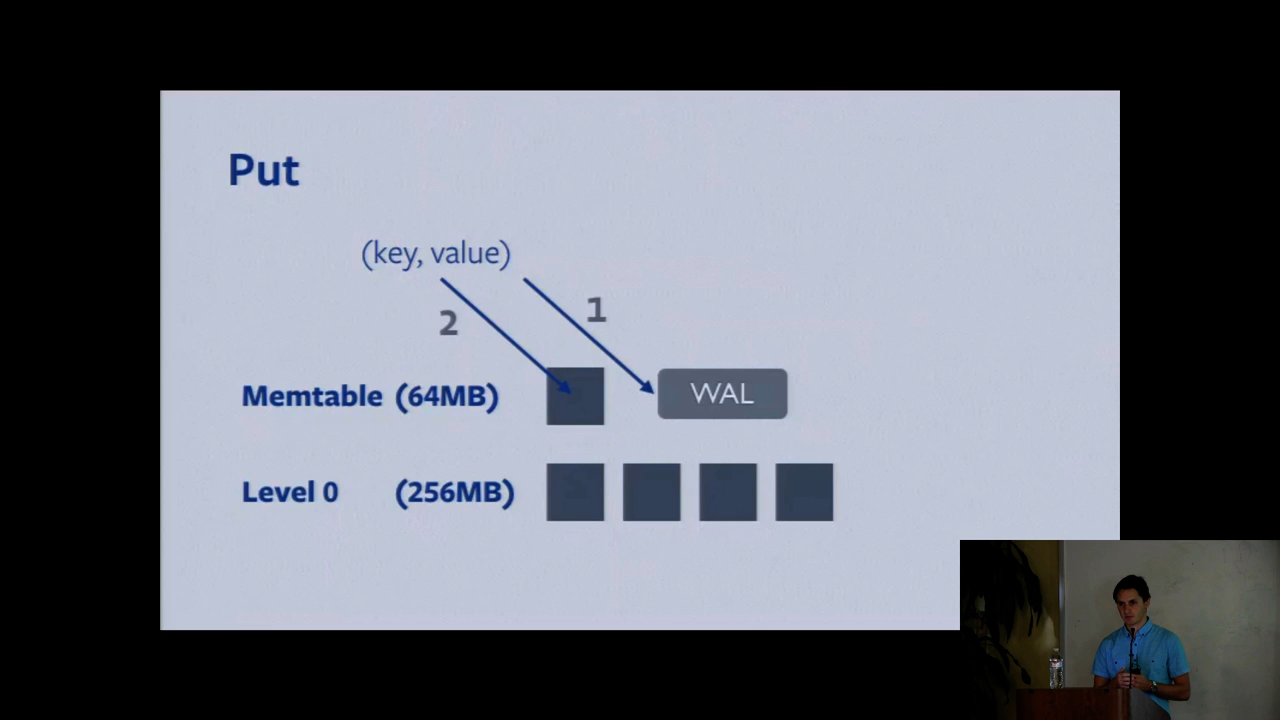 Put
(key, value)
2
1
Memtable (64MB)
WAL
Level 0 (256MB)